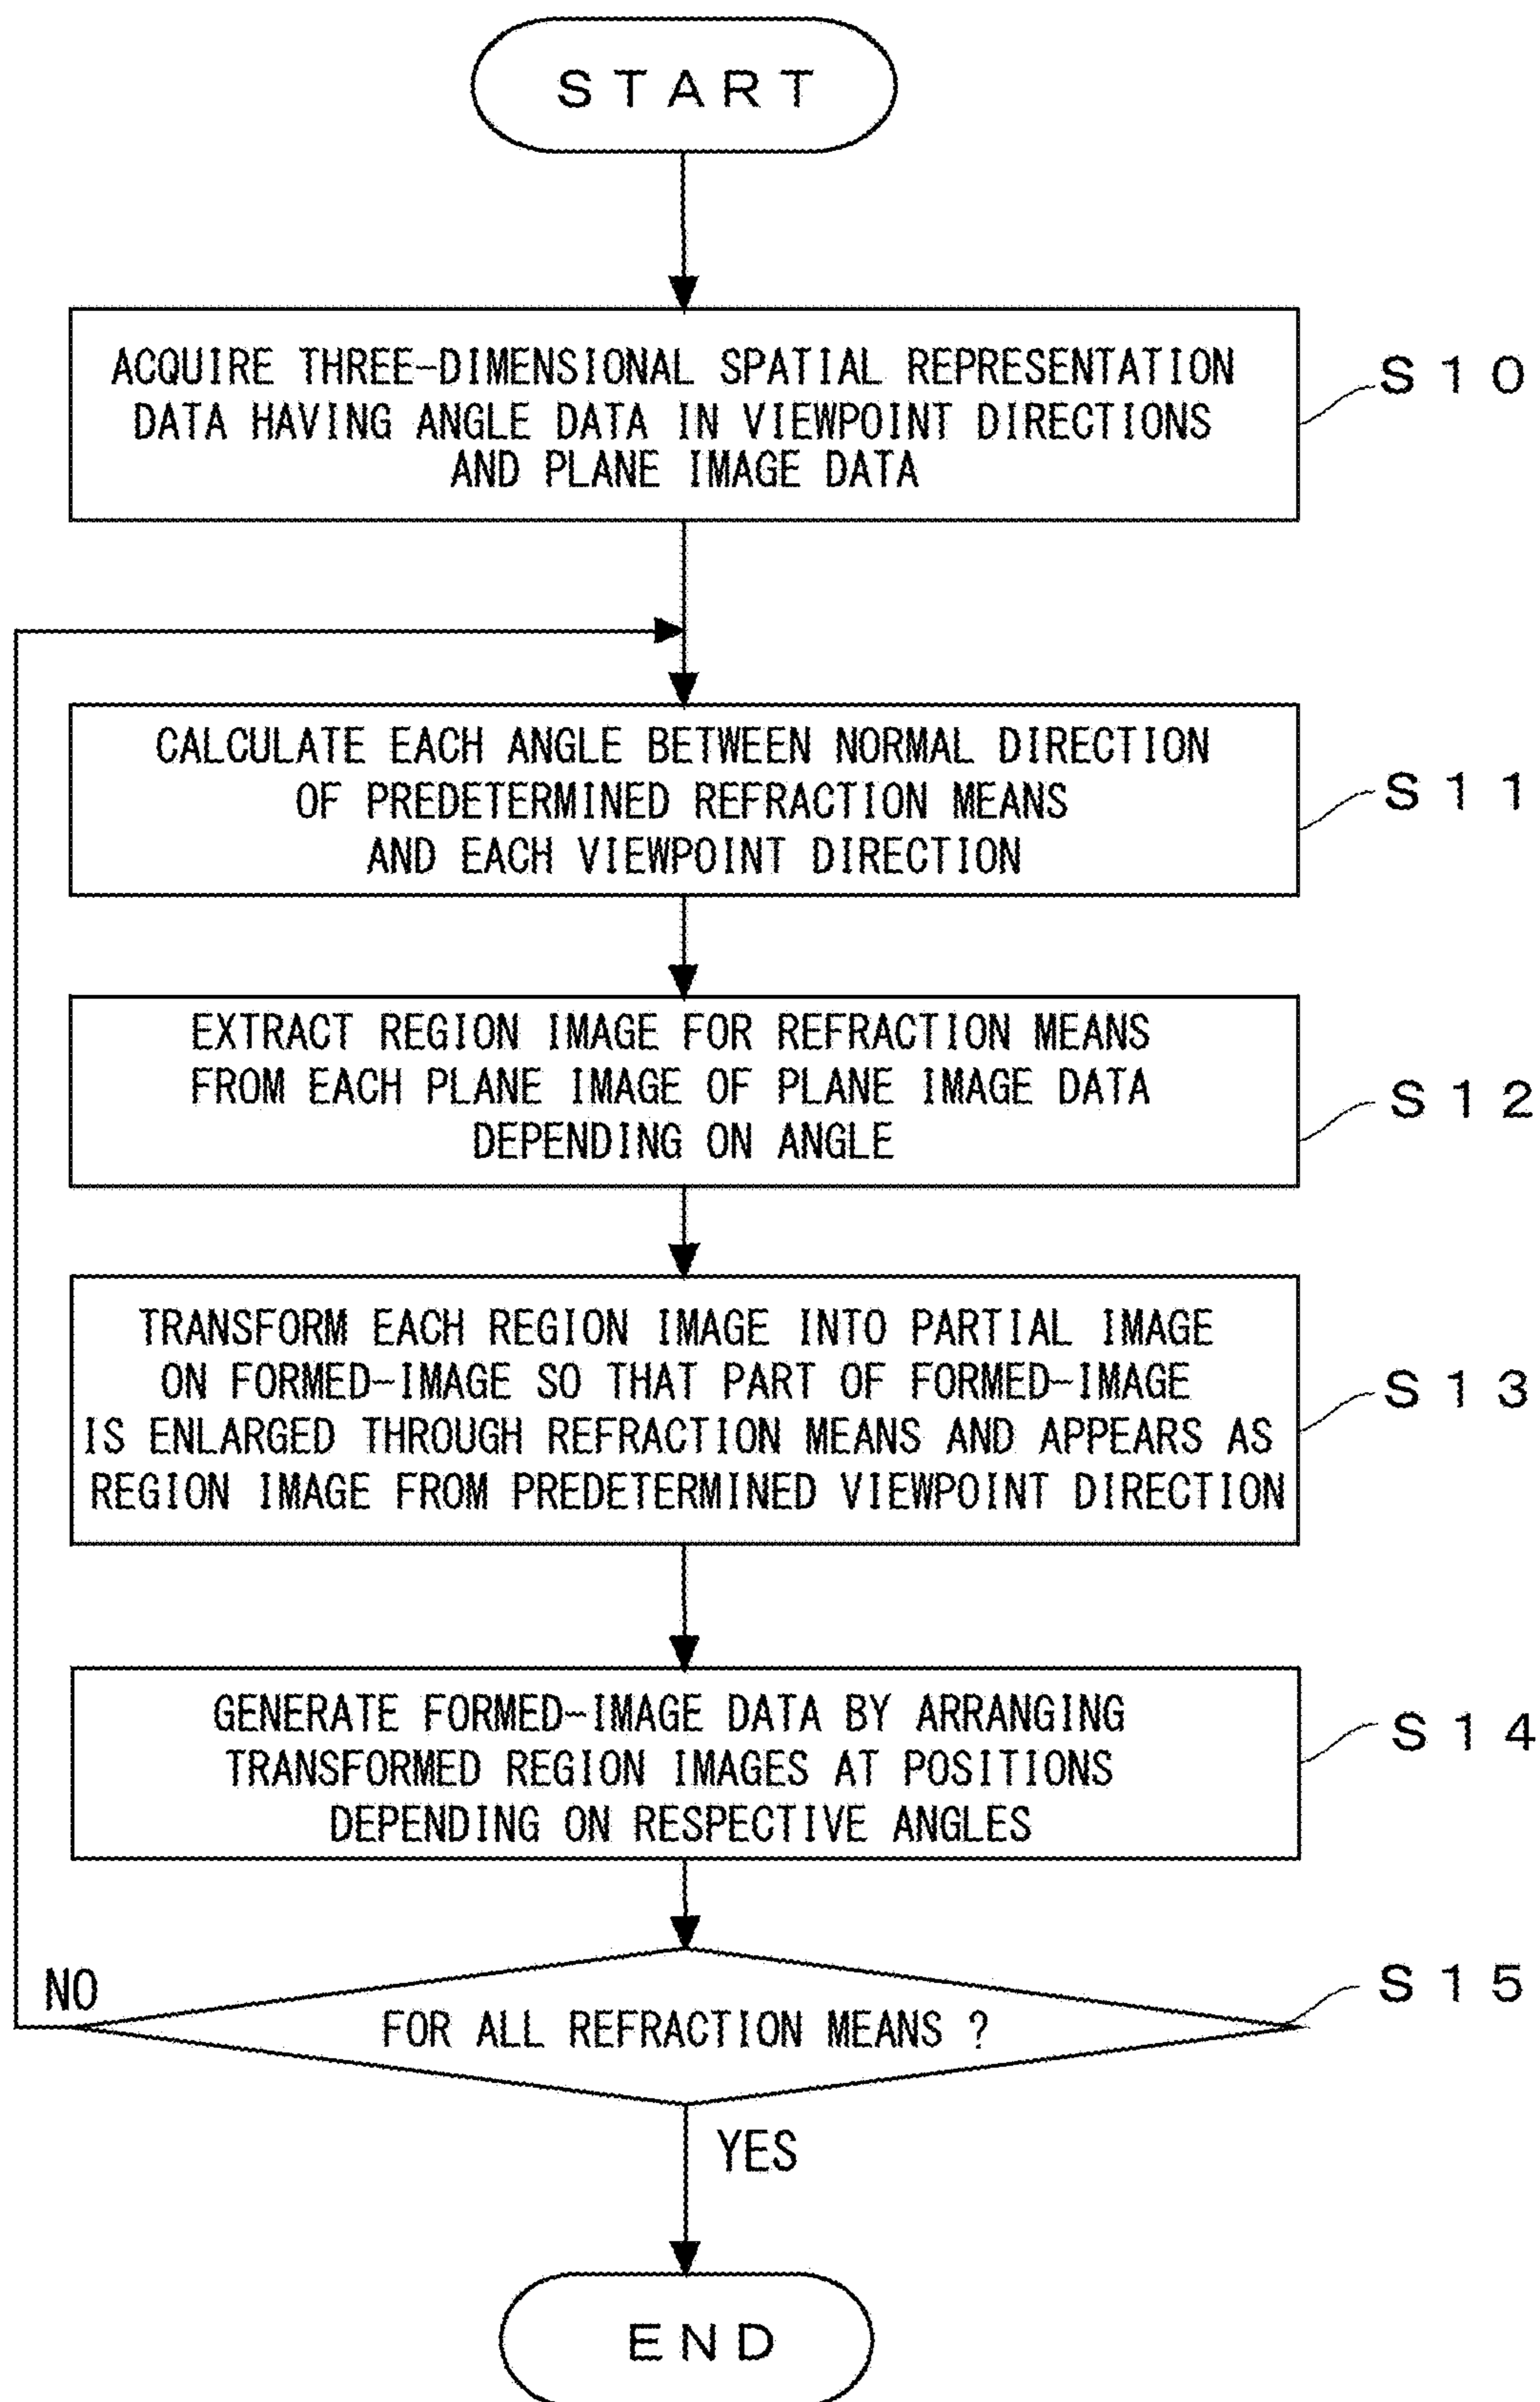 START
ACQUIRE THREE-DIMENSIONAL SPATIAL REPRESENTATION
DATA HAVING ANGLE DATA IN VIEWPOINT DIRECTIONS
AND PLANE IMAGE DATA
S10
CALCULATE EACH ANGLE BETWEEN NORMAL DIRECTION
OF PREDETERMINED REFRACTION MEANS
AND EACH VIEWPOINT DIRECTION
S11
EXTRACT REGION IMAGE FOR REFRACTION MEANS
FROM EACH PLANE IMAGE OF PLANE IMAGE DATA
DEPENDING ON ANGLE
S12
TRANSFORM EACH REGION IMAGE INTO PARTIAL IMAGE
ON FORMED-IMAGE SO THAT PART OF FORMED-IMAGE
IS ENLARGED THROUGH REFRACTION MEANS AND APPEARS AS
REGION IMAGE FROM PREDETERMINED VIEWPOINT DIRECTION
S13
GENERATE FORMED-IMAGE DATA BY ARRANGING
TRANSFORMED REGION IMAGES AT POSITIONS
DEPENDING ON RESPECTIVE ANGLES
S14
NO
FOR ALL REFRACTION MEANS ?
S15
YES
END